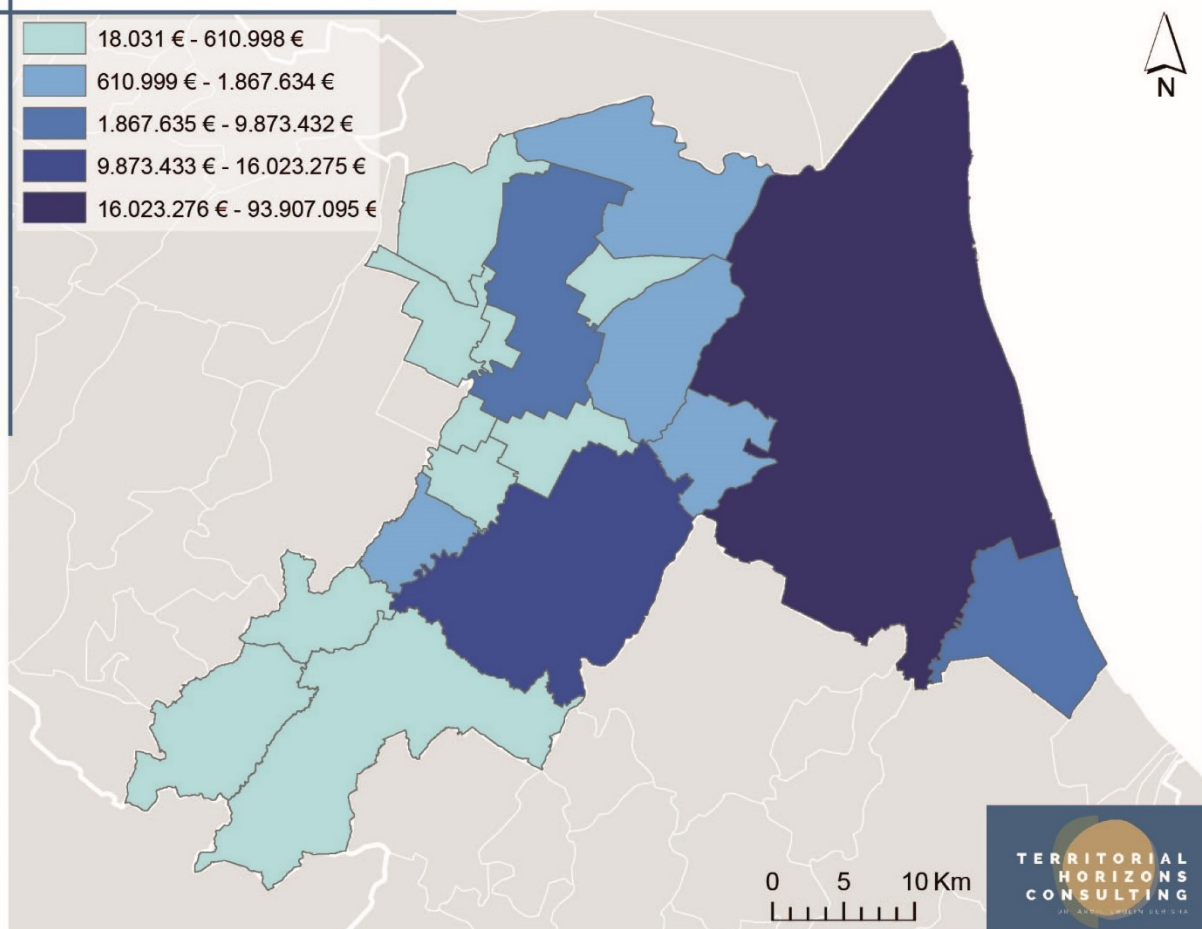 18.031 € - 610.998 €
610.999 € - 1.867.634 €
1.867.635 € - 9.873.432 €
9.873.433 € - 16.023.275 €
16.023.276 € - 93.907.095 €
N
0 5 10 Km
TERRITORIAL
HORIZONS
CONSULTING